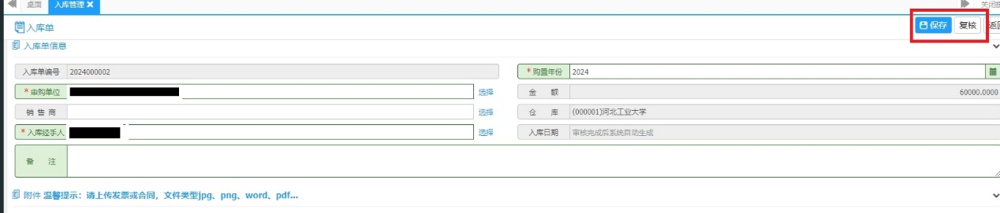 桌面 入库管理 关闭
入库单 保存 复核
入库单信息
入库单编号 2024000002 * 购置年份 2024
* 申购单位 选择 金 额 60000.0000
销 售 商 选择 仓 库 (000001)河北工业大学
* 入库经手人 选择 入库日期 审核完成后系统自动生成
备 注
附件 温馨提示：请上传发票或合同，文件类型jpg、png、word、pdf...